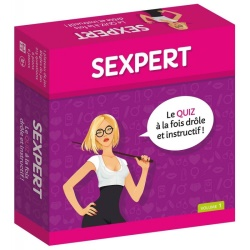 SEXPERT
Le QUIZ
à la fois drôle
et instructif !
SEXPERT
Le QUIZ
à la fois
drôle et instructif !